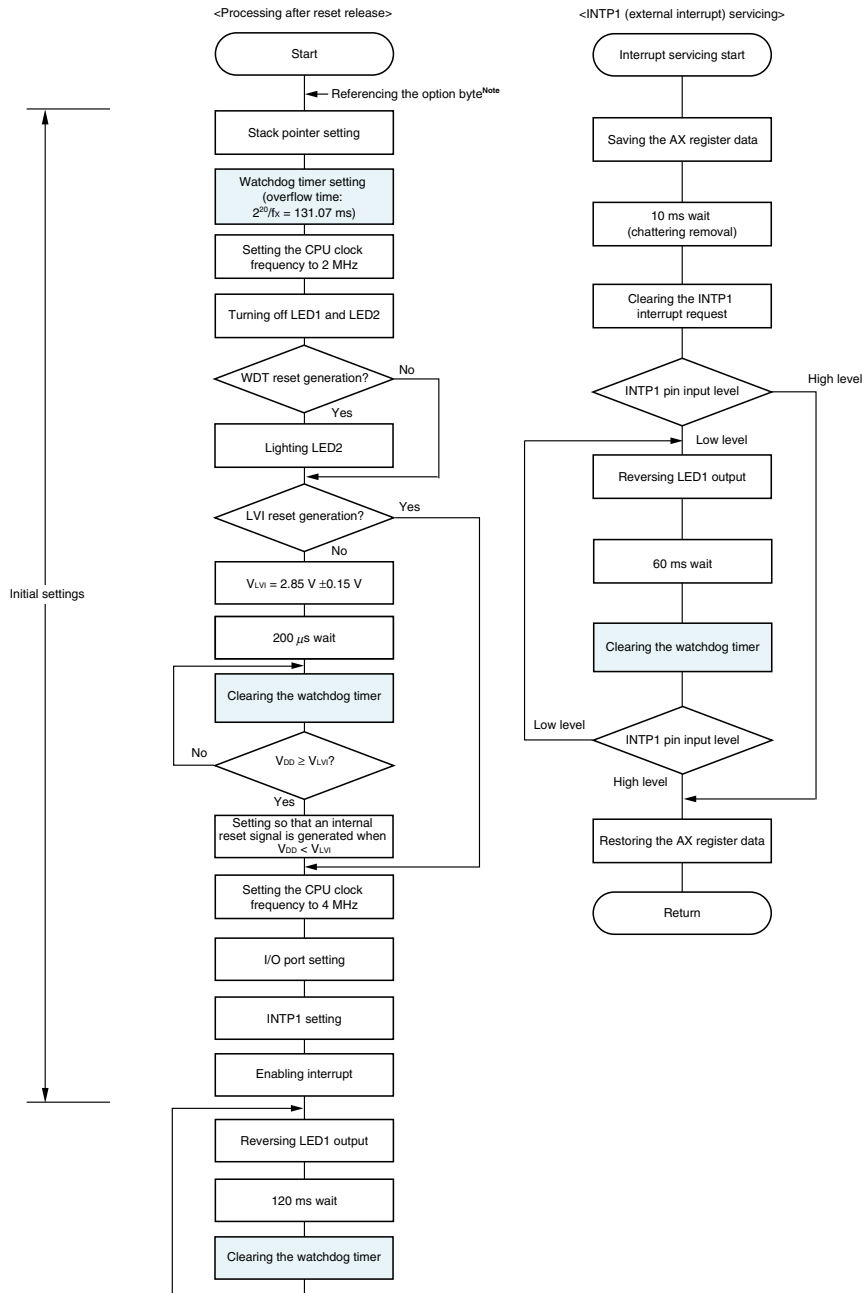 <Processing after reset release>
Start
Referencing the option byteNote
Initial settings
Stack pointer setting
Watchdog timer setting
(overflow time:
2^20/fX = 131.07 ms)
Setting the CPU clock
frequency to 2 MHz
Turning off LED1 and LED2
WDT reset generation?
No
Yes
Lighting LED2
LVI reset generation?
Yes
No
VLVI = 2.85 V ±0.15 V
200 μs wait
Clearing the watchdog timer
VDD ≥ VLVI?
No
Yes
Setting so that an internal
reset signal is generated when
VDD < VLVI
Setting the CPU clock
frequency to 4 MHz
I/O port setting
INTP1 setting
Enabling interrupt
Reversing LED1 output
120 ms wait
Clearing the watchdog timer
<INTP1 (external interrupt) servicing>
Interrupt servicing start
Saving the AX register data
10 ms wait
(chattering removal)
Clearing the INTP1
interrupt request
INTP1 pin input level
High level
Low level
Reversing LED1 output
60 ms wait
Clearing the watchdog timer
Low level
INTP1 pin input level
High level
Restoring the AX register data
Return